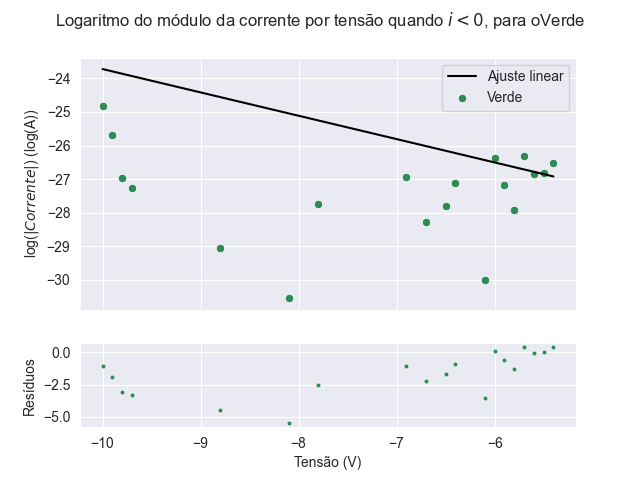 Logaritmo do módulo da corrente por tensão quando i < 0, para oVerde
log(|Corrente|) (log(A))
−24
−25
−26
−27
−28
−29
−30
Ajuste linear
Verde
Resíduos
0.0
−2.5
−5.0
−10
−9
−8
−7
−6
Tensão (V)